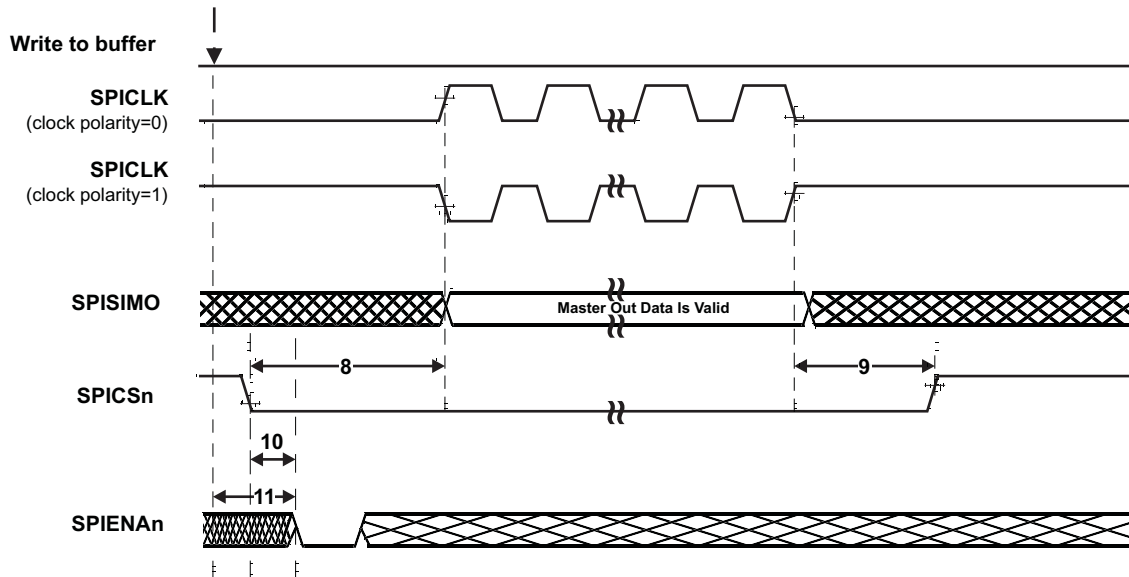 Write to buffer
SPICLK
(clock polarity=0)
SPICLK
(clock polarity=1)
SPISIMO
Master Out Data Is Valid
8
9
SPICSn
10
11
SPIENAn